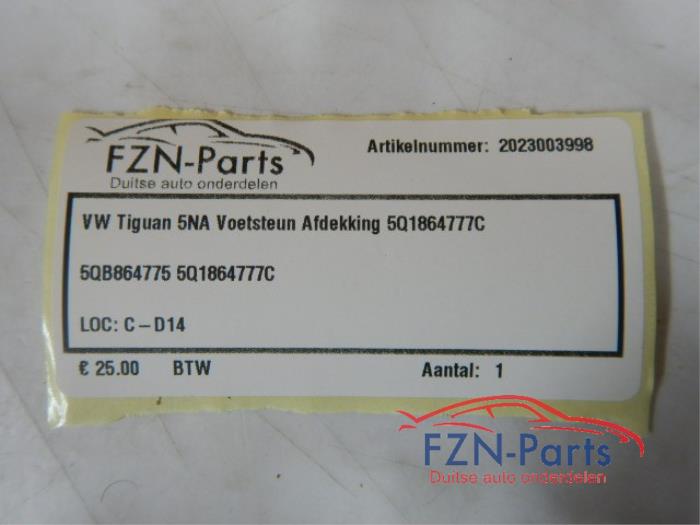 FZN-Parts
Duitse auto onderdelen
Artikelnummer: 2023003998
VW Tiguan 5NA Voetsteun Afdekking 5Q1864777C
5QB864775 5Q1864777C
LOC: C – D14
€ 25.00 BTW Aantal: 1
FZN-Parts
Duitse auto onderdelen